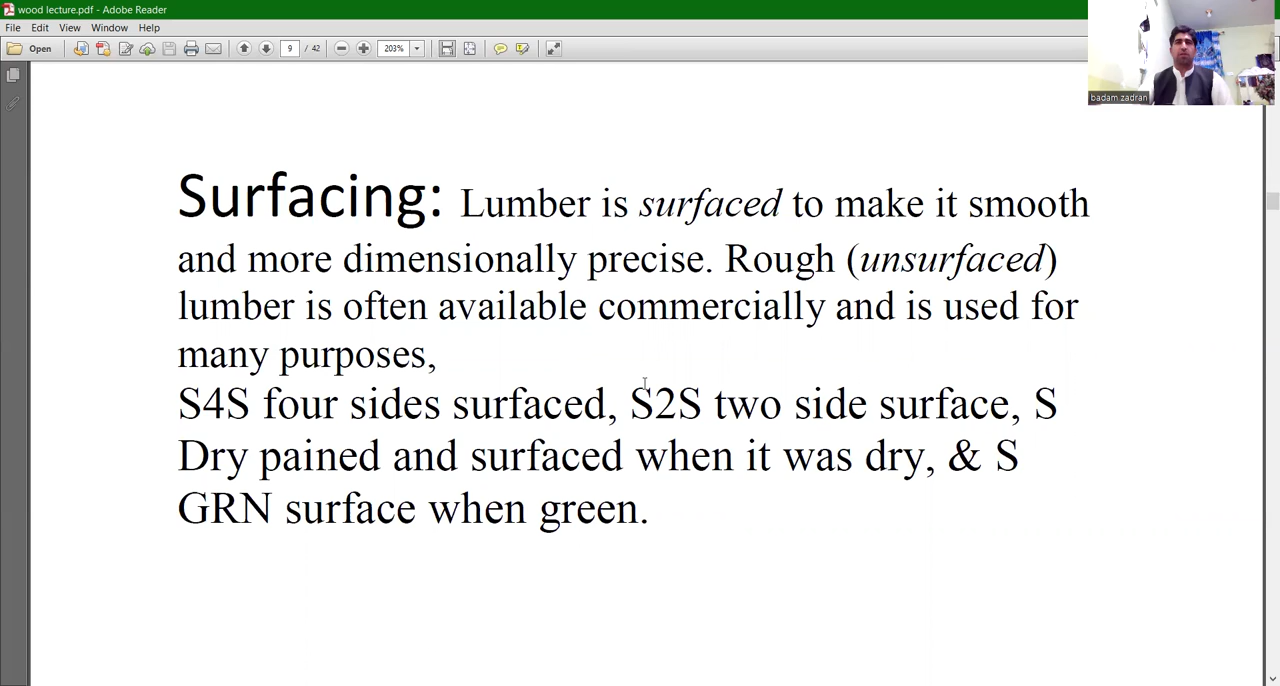 wood lecture.pdf - Adobe Reader
File Edit View Window Help
Open 9 / 42 203%
badam zadran
Surfacing: Lumber is surfaced to make it smooth
and more dimensionally precise. Rough (unsurfaced)
lumber is often available commercially and is used for
many purposes,
S4S four sides surfaced, S2S two side surface, S
Dry pained and surfaced when it was dry, & S
GRN surface when green.